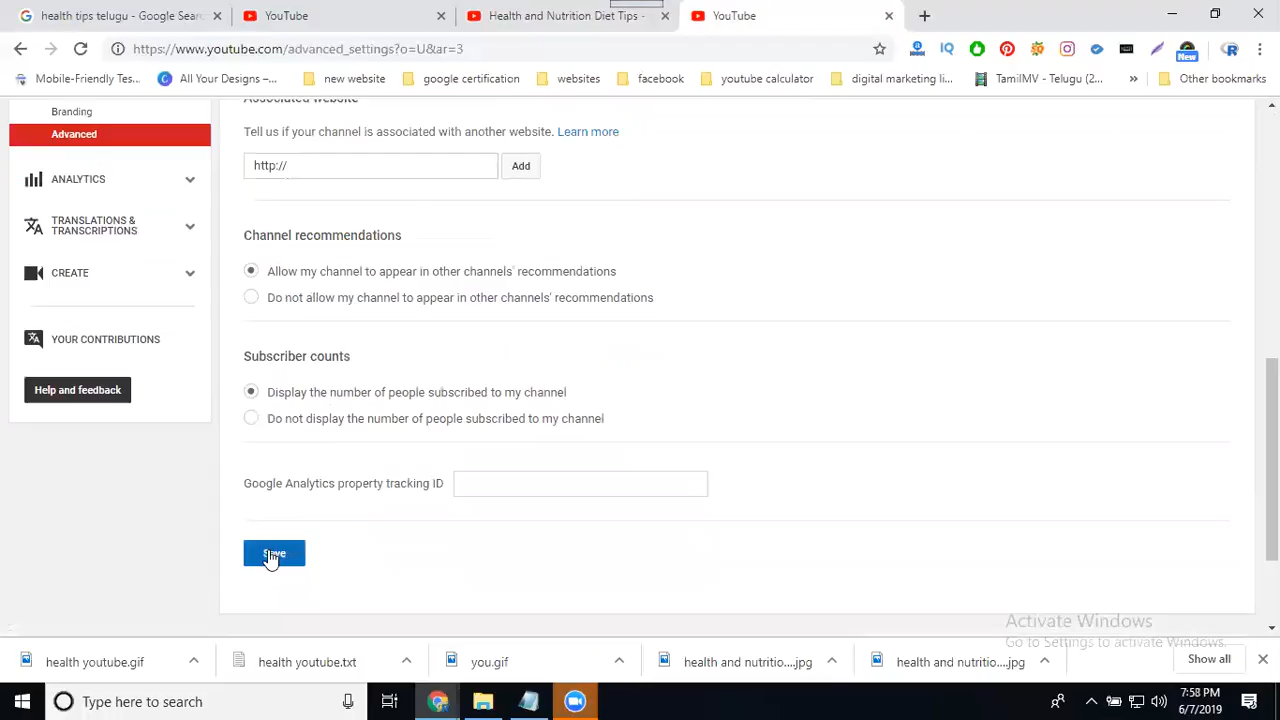 health tips telugu - Google Sear
YouTube
Health and Nutrition Diet Tips -
YouTube
https://www.youtube.com/advanced_settings?o=U&ar=3
New
Mobile-Friendly Tes...
All Your Designs –...
new website
google certification
websites
facebook
youtube calculator
digital marketing li...
TamilMV - Telugu (2...
Other bookmarks
Branding
Advanced
ANALYTICS
TRANSLATIONS &
TRANSCRIPTIONS
CREATE
YOUR CONTRIBUTIONS
Help and feedback
Associated website
Tell us if your channel is associated with another website. Learn more
http://
Add
Channel recommendations
Allow my channel to appear in other channels' recommendations
Do not allow my channel to appear in other channels' recommendations
Subscriber counts
Display the number of people subscribed to my channel
Do not display the number of people subscribed to my channel
Google Analytics property tracking ID
Save
Activate Windows
Go to Settings to activate Windows.
health youtube.gif
health youtube.txt
you.gif
health and nutritio....jpg
health and nutritio....jpg
Show all
Type here to search
7:58 PM
6/7/2019